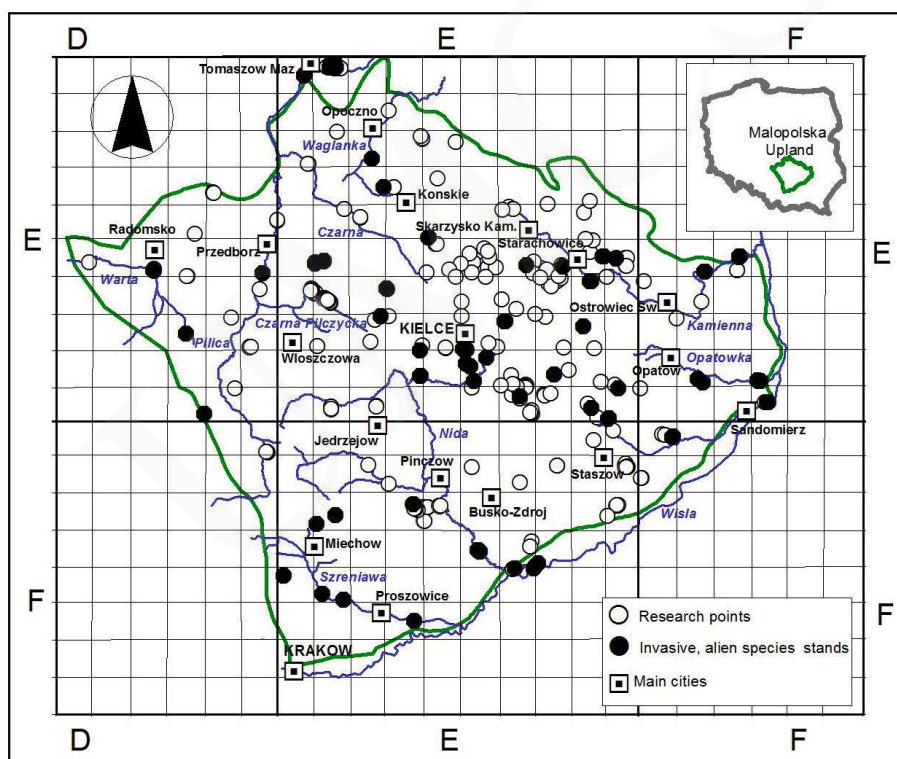 D E F
Tomaszow Maz.
Opoczno
Waglanka
Malopolska
Upland
Konskie
Radomsko
Skarzysko Kam.
E E
Przedborz
Czarna
Starachowice
Warta
Ostrowiec Sw.
Czarna Pilczycka
KIELCE
Kamienna
Pilica
Wloszczowa
Opatow
Opatowka
Sandomierz
Jedrzejow
Nida
Pinczow
Staszow
Busko-Zdroj
Wisla
Miechow
Szreniawa
F F
Proszowice
Research points
Invasive, alien species stands
KRAKOW
Main cities
D E F